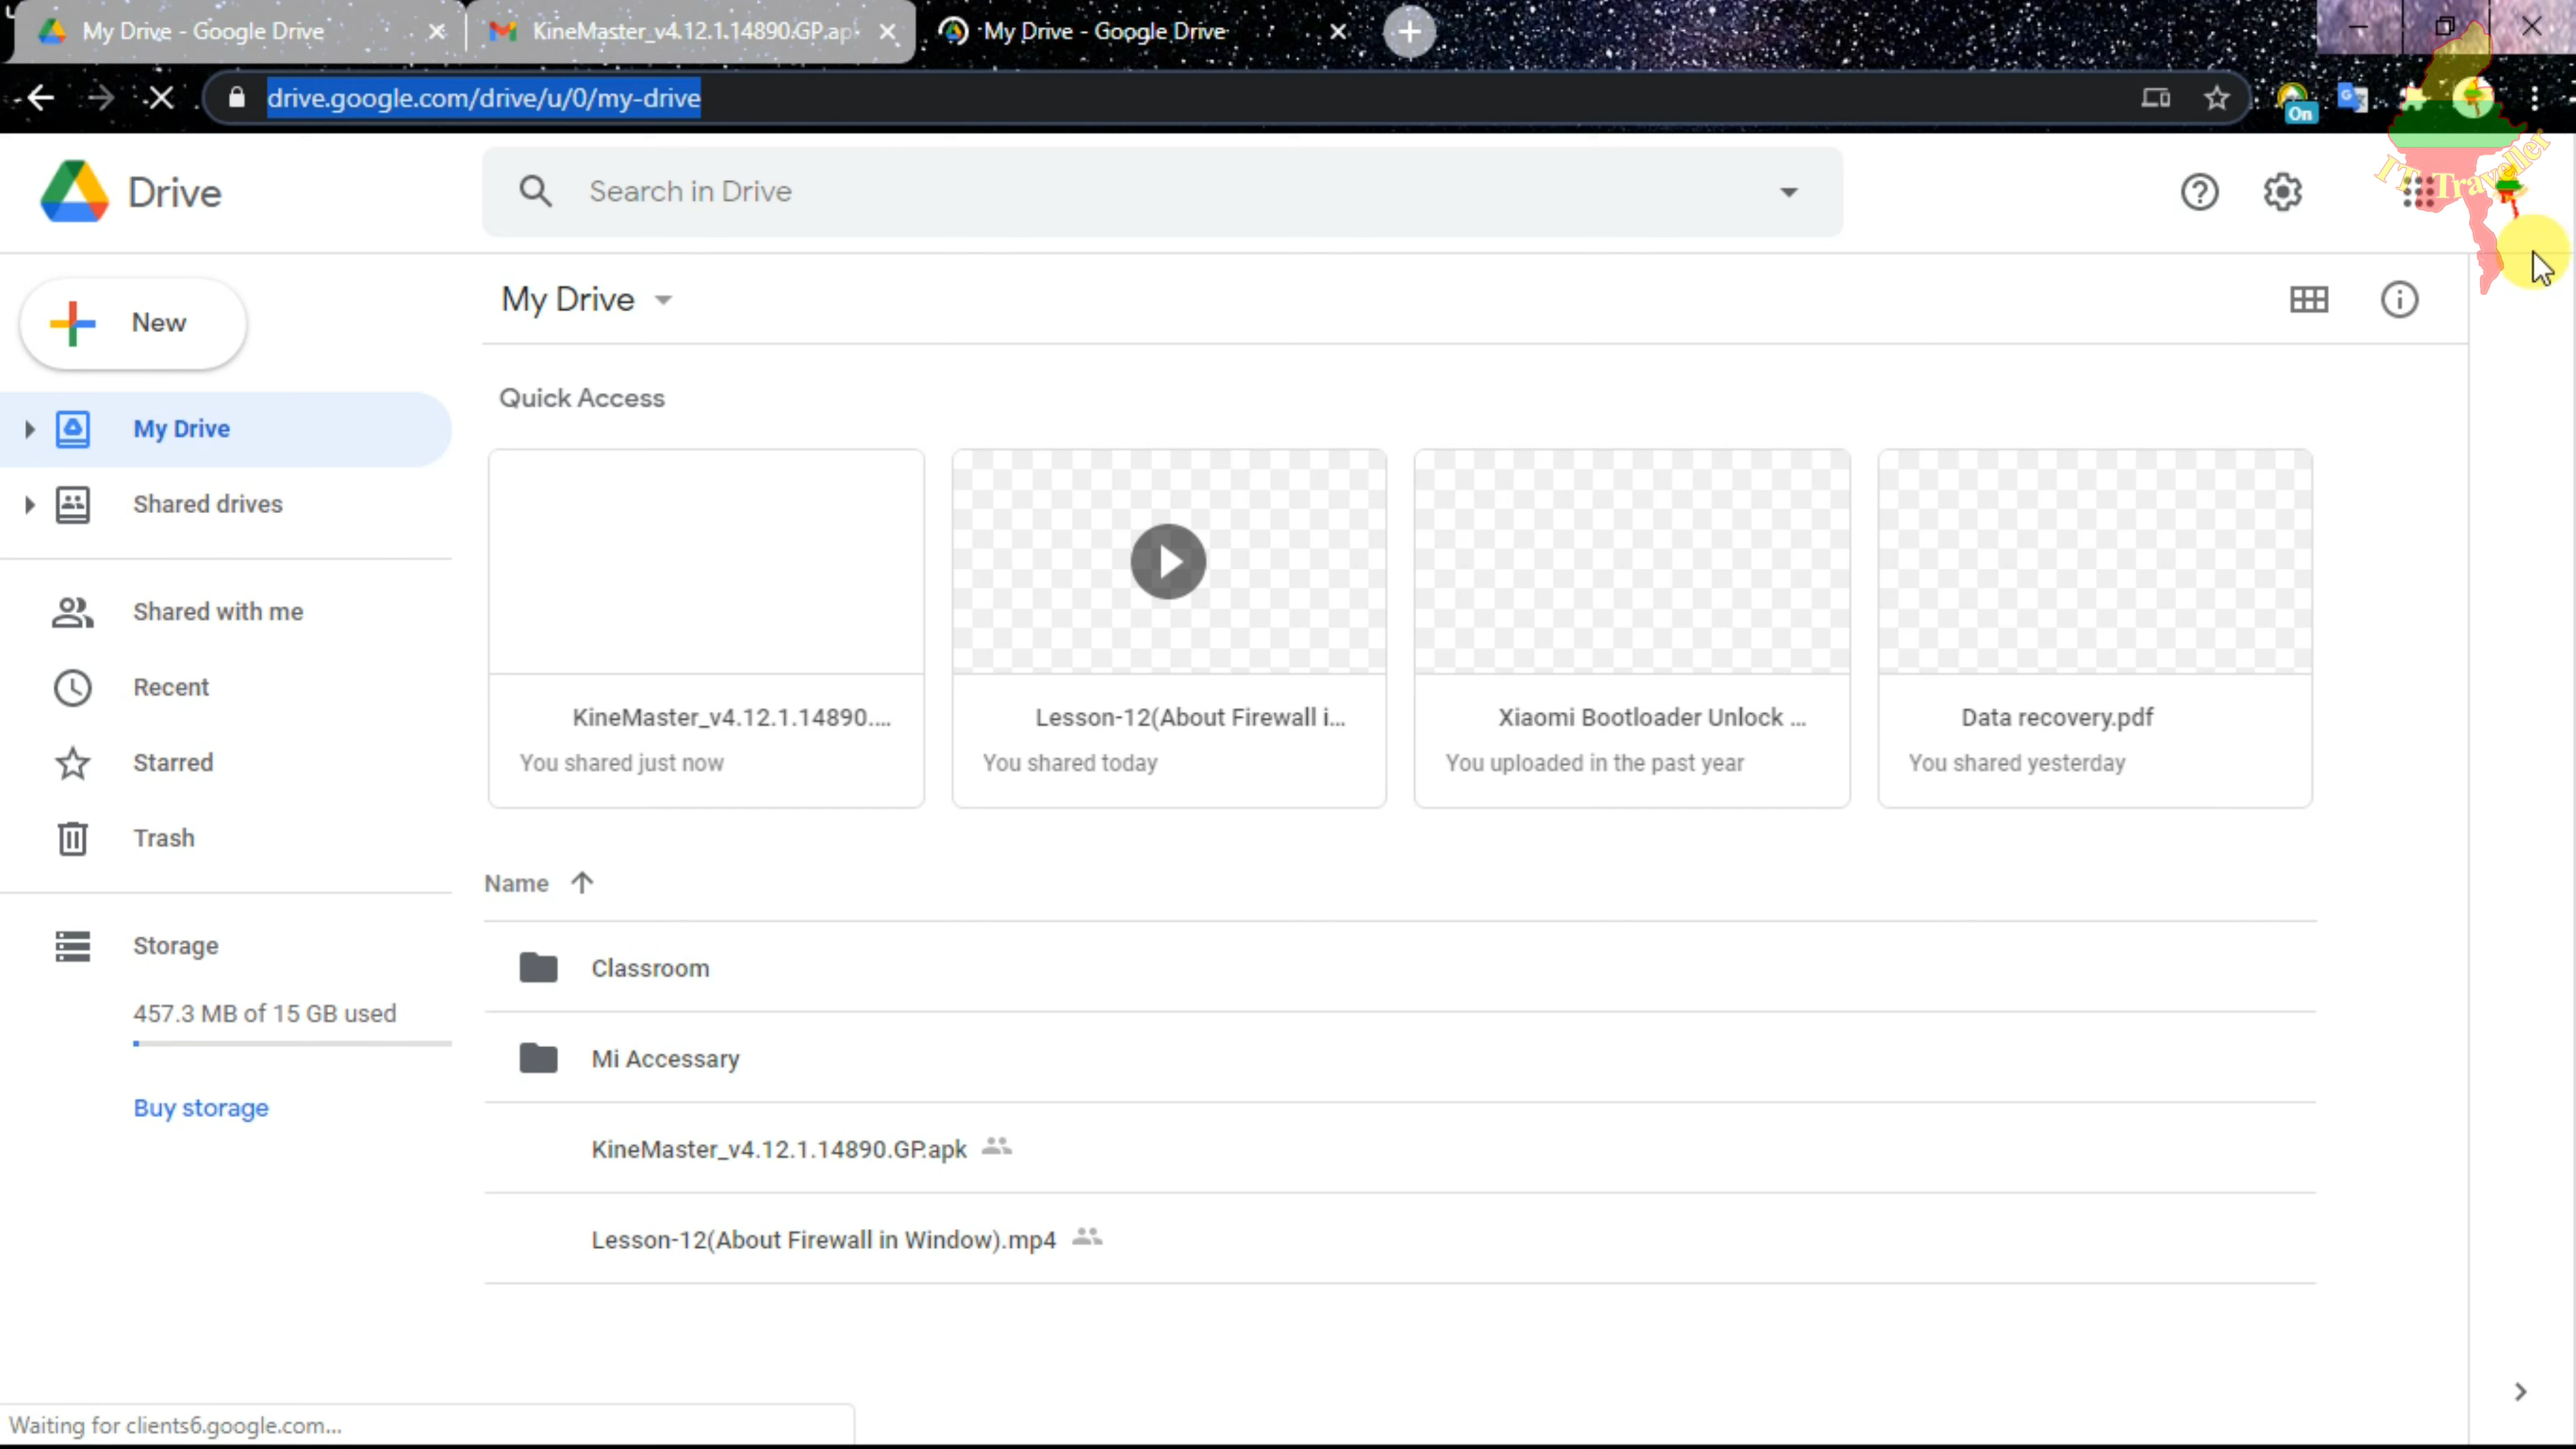 My Drive - Google Drive
KineMaster_v4.12.1.14890.GP.ap
My Drive - Google Drive
drive.google.com/drive/u/0/my-drive
On
IT Traveller
Drive
Search in Drive
New
My Drive
Quick Access
My Drive
Shared drives
Shared with me
Recent
Starred
Trash
Storage
457.3 MB of 15 GB used
Buy storage
KineMaster_v4.12.1.14890....
You shared just now
Lesson-12(About Firewall i...
You shared today
Xiaomi Bootloader Unlock ...
You uploaded in the past year
Data recovery.pdf
You shared yesterday
Name
Classroom
Mi Accessary
KineMaster_v4.12.1.14890.GP.apk
Lesson-12(About Firewall in Window).mp4
Waiting for clients6.google.com...